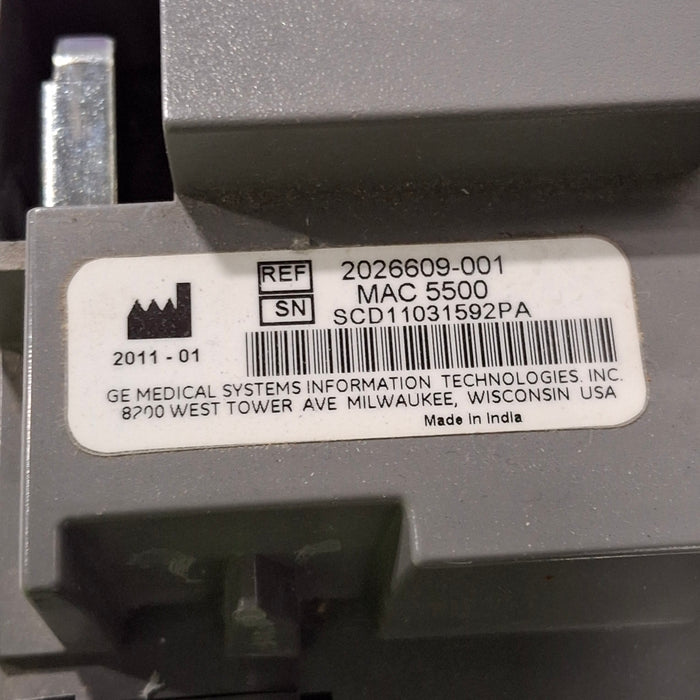 REF 2026609-001
MAC 5500
SN SCD11031592PA
2011 - 01
GE MEDICAL SYSTEMS INFORMATION TECHNOLOGIES. INC.
8200 WEST TOWER AVE MILWAUKEE, WISCONSIN USA
Made in India